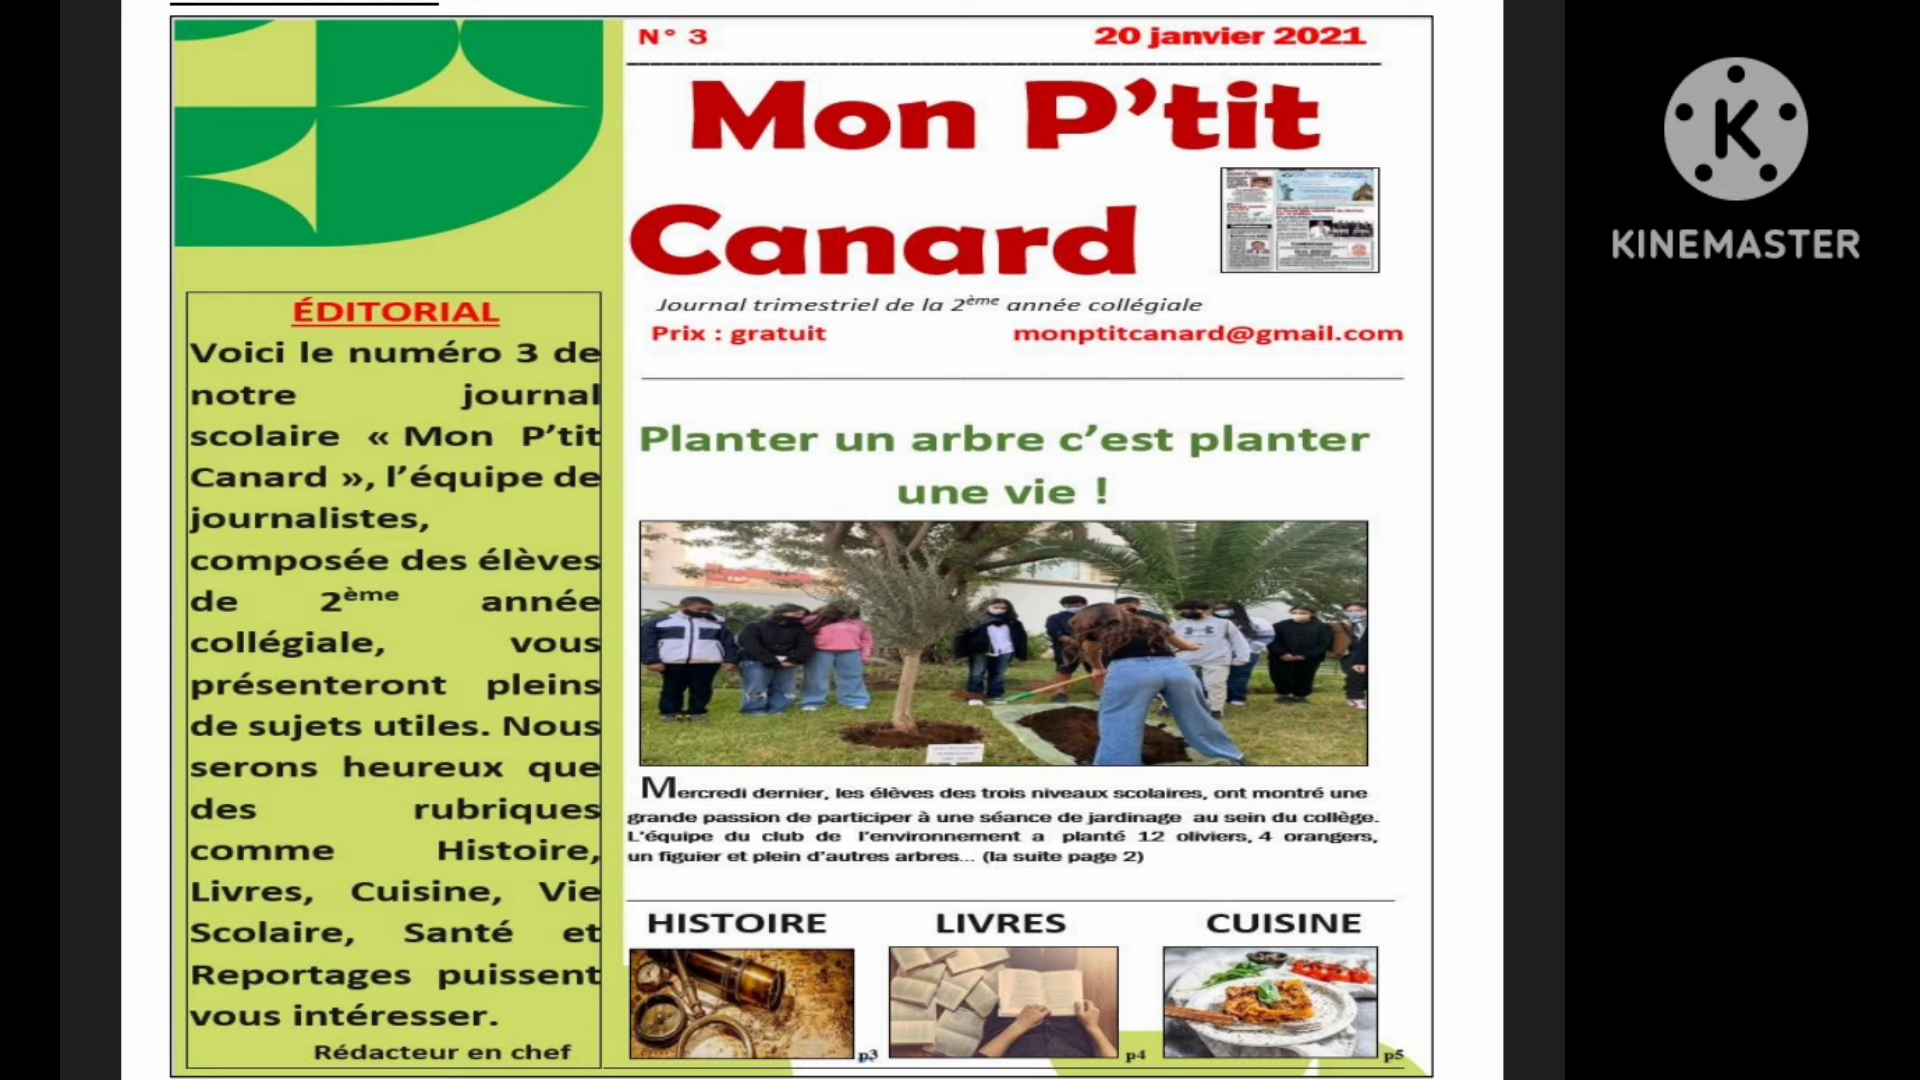 N° 3
20 janvier 2021
Mon P’tit
Canard
Journal trimestriel de la 2ème année collégiale
Prix : gratuit
monptitcanard@gmail.com
ÉDITORIAL
Voici le numéro 3 de
notre journal
scolaire « Mon P’tit
Canard », l’équipe de
journalistes,
composée des élèves
de 2ème année
collégiale, vous
présenteront pleins
de sujets utiles. Nous
serons heureux que
des rubriques
comme Histoire,
Livres, Cuisine, Vie
Scolaire, Santé et
Reportages puissent
vous intéresser.
Rédacteur en chef
Planter un arbre c’est planter
une vie !
Mercredi dernier, les élèves des trois niveaux scolaires, ont montré une
grande passion de participer à une séance de jardinage au sein du collège.
L’équipe du club de l’environnement a planté 12 oliviers, 4 orangers,
un figuier et plein d’autres arbres... (la suite page 2)
HISTOIRE
LIVRES
CUISINE
p3
p4
p5
K
KINEMASTER